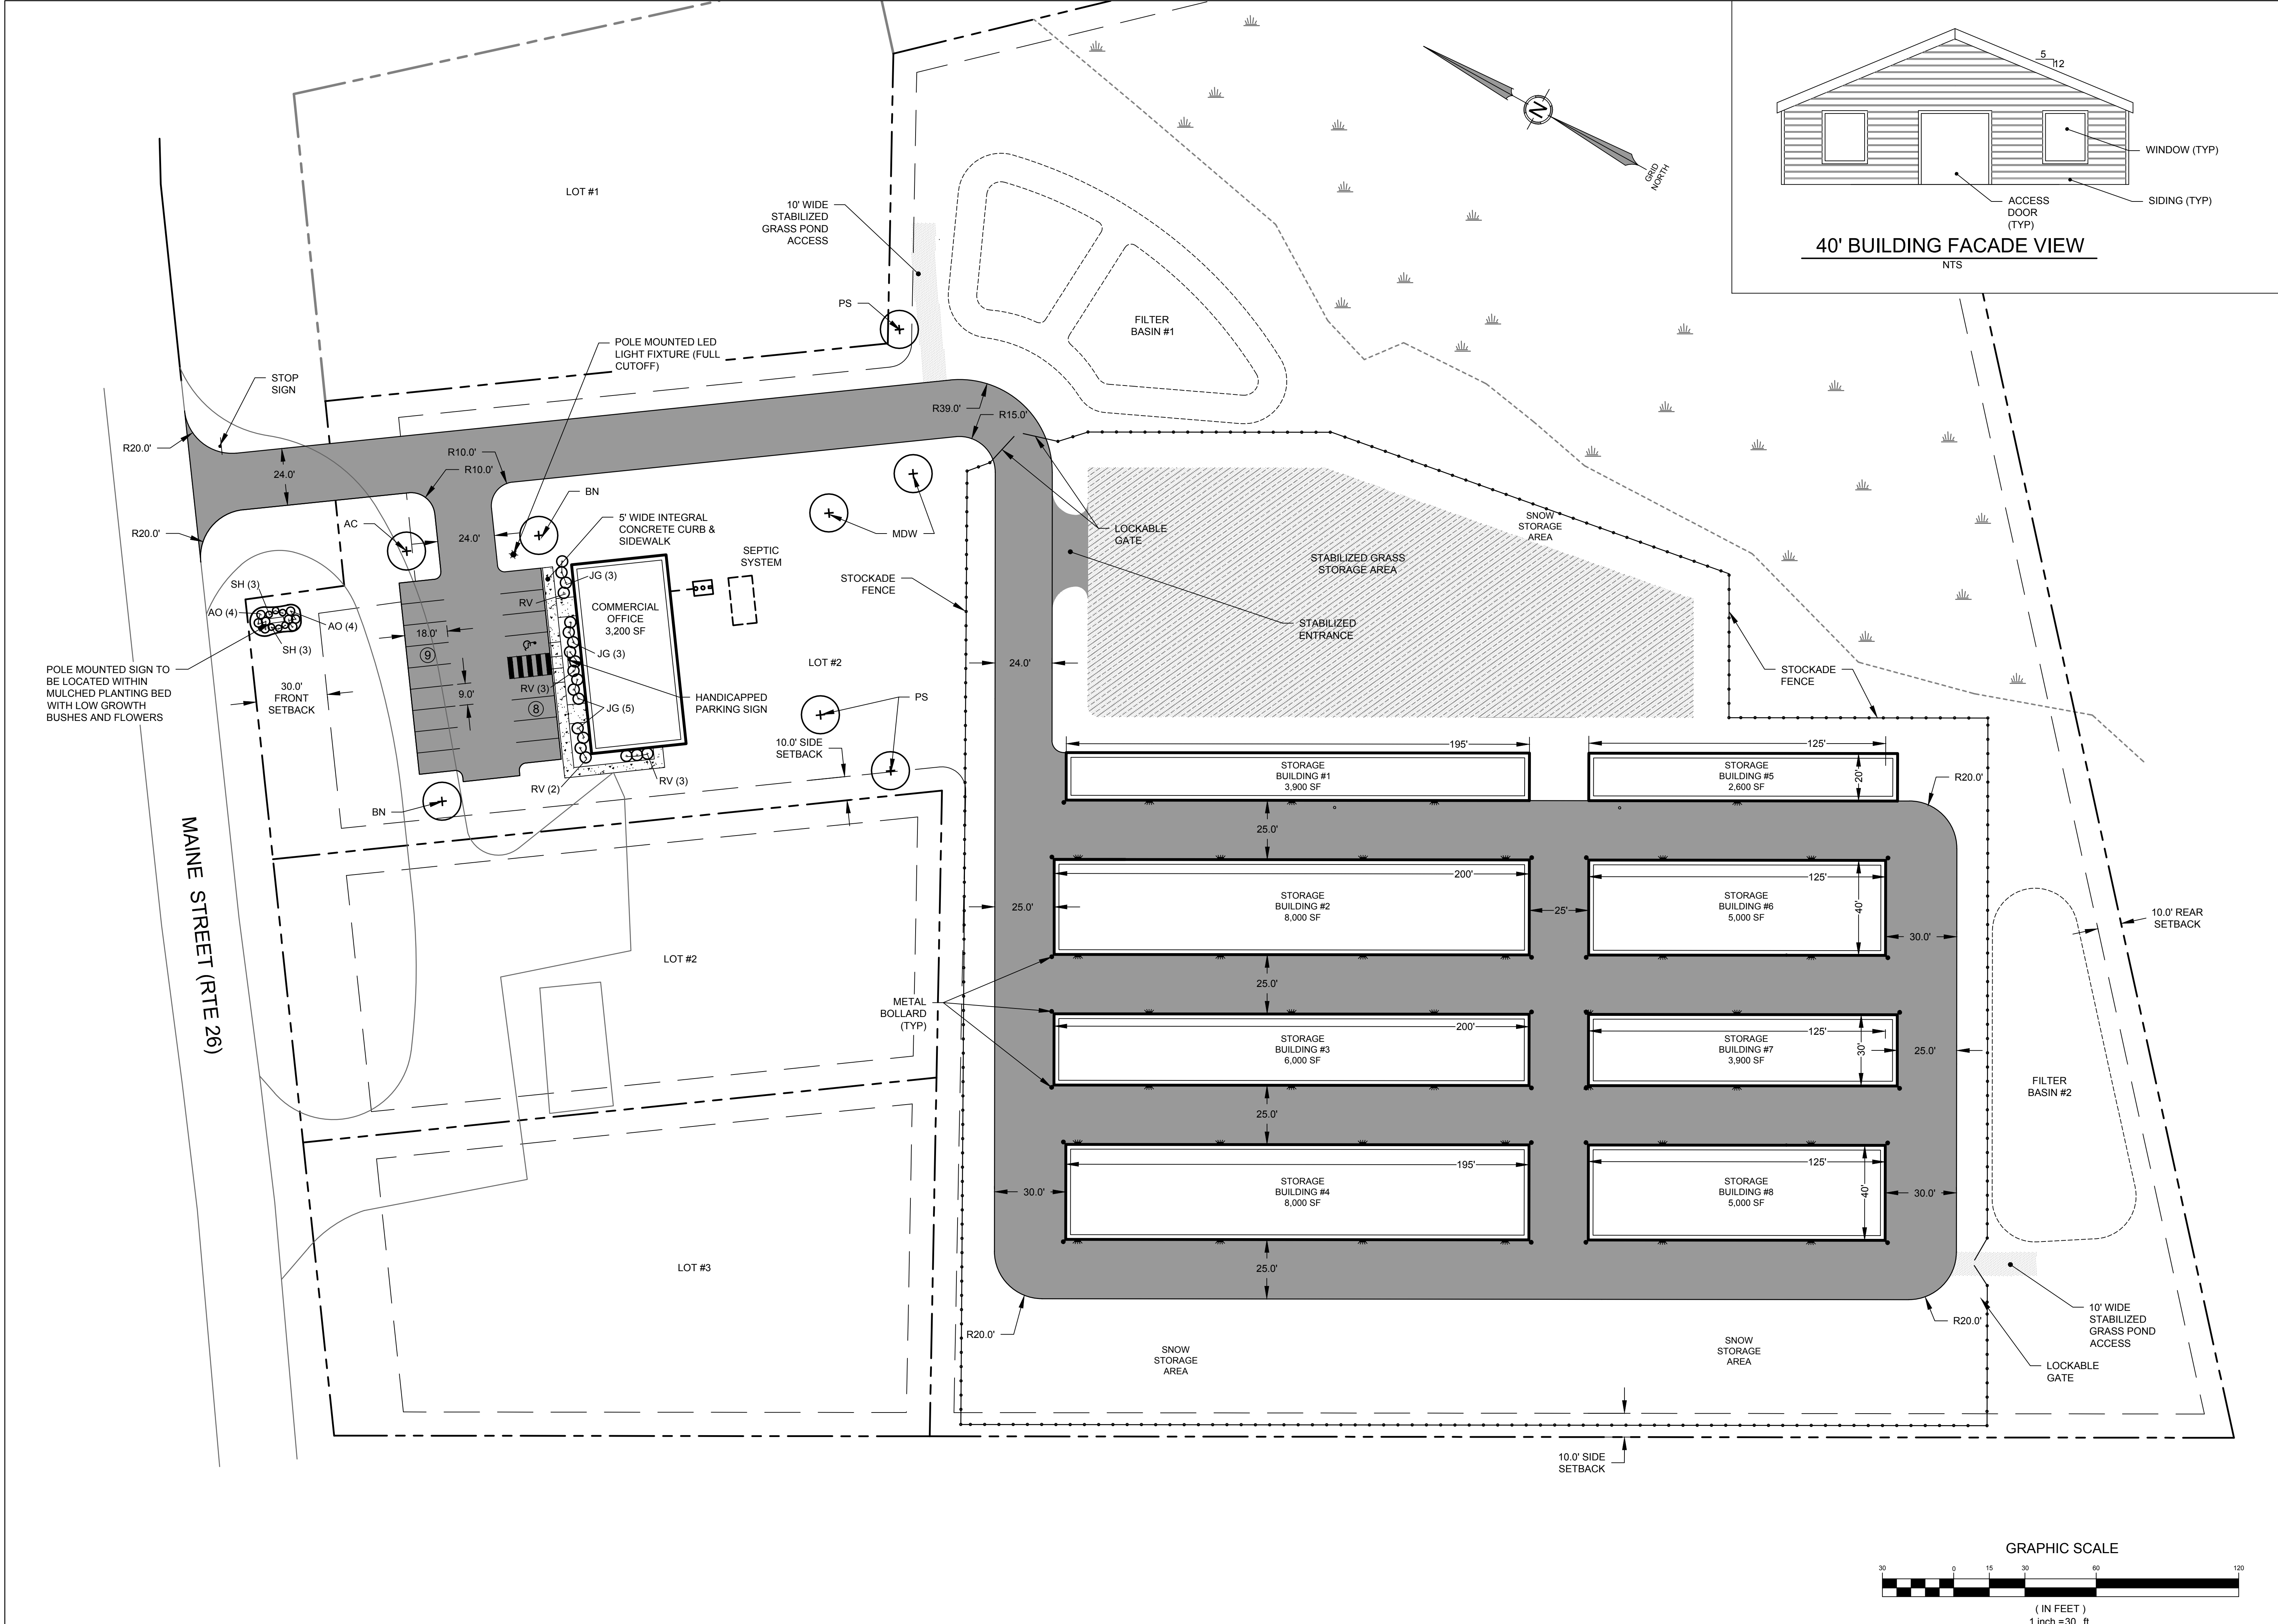 5
12
WINDOW (TYP)
SIDING (TYP)
ACCESS
DOOR
(TYP)
40' BUILDING FACADE VIEW
NTS
N
GRID
NORTH
LOT #1
10' WIDE
STABILIZED
GRASS POND
ACCESS
PS
FILTER
BASIN #1
POLE MOUNTED LED
LIGHT FIXTURE (FULL
CUTOFF)
STOP
SIGN
R39.0'
R15.0'
R20.0'
24.0'
R10.0'
R10.0'
R20.0'
AC
24.0'
BN
5' WIDE INTEGRAL
CONCRETE CURB &
SIDEWALK
MDW
LOCKABLE
GATE
SNOW
STORAGE
AREA
STABILIZED GRASS
STORAGE AREA
SEPTIC
SYSTEM
STOCKADE
FENCE
SH (3)
AO (4)
AO (4)
SH (3)
JG (3)
RV
COMMERCIAL
OFFICE
3,200 SF
STABILIZED
ENTRANCE
18.0'
9
JG (3)
LOT #2
24.0'
STOCKADE
FENCE
POLE MOUNTED SIGN TO
BE LOCATED WITHIN
MULCHED PLANTING BED
WITH LOW GROWTH
BUSHES AND FLOWERS
30.0'
FRONT
SETBACK
9.0'
RV (3)
8
JG (5)
HANDICAPPED
PARKING SIGN
PS
10.0' SIDE
SETBACK
RV (2)
RV (3)
BN
195'
125'
STORAGE
BUILDING #1
3,900 SF
STORAGE
BUILDING #5
2,600 SF
20'
R20.0'
25.0'
MAINE STREET (RTE 26)
200'
125'
25.0'
STORAGE
BUILDING #2
8,000 SF
25'
STORAGE
BUILDING #6
5,000 SF
40'
30.0'
10.0' REAR
SETBACK
LOT #2
25.0'
METAL
BOLLARD
(TYP)
200'
125'
STORAGE
BUILDING #3
6,000 SF
STORAGE
BUILDING #7
3,900 SF
30'
25.0'
FILTER
BASIN #2
25.0'
195'
125'
30.0'
STORAGE
BUILDING #4
8,000 SF
STORAGE
BUILDING #8
5,000 SF
40'
30.0'
LOT #3
25.0'
R20.0'
R20.0'
10' WIDE
STABILIZED
GRASS POND
ACCESS
LOCKABLE
GATE
SNOW
STORAGE
AREA
SNOW
STORAGE
AREA
10.0' SIDE
SETBACK
GRAPHIC SCALE
30 0 15 30 60 120
( IN FEET )
1 inch = 30 ft.